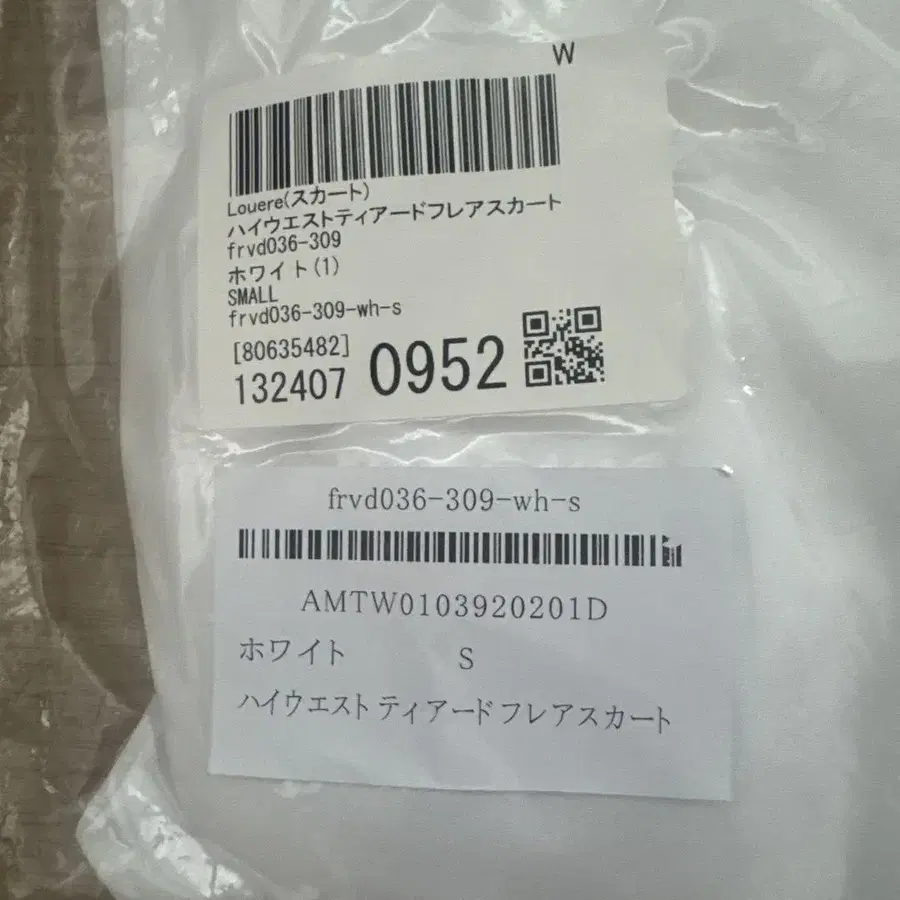 W
Louere(スカート)
ハイウエストティアードフレアスカート
frvd036-309
ホワイト(1)
SMALL
frvd036-309-wh-s
[80635482]
132407 0952
frvd036-309-wh-s
AMTW0103920201D
ホワイト S
ハイウエスト ティアード フレアスカート